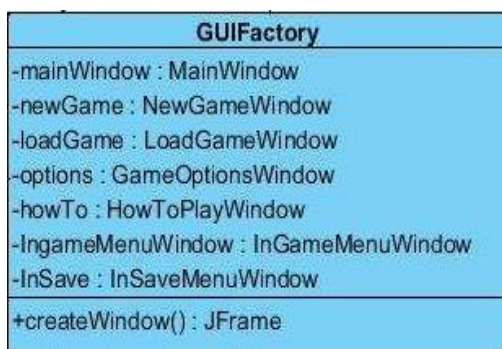 GUIFactory
-mainWindow : MainWindow
-newGame : NewGameWindow
-loadGame : LoadGameWindow
-options : GameOptionsWindow
-howTo : HowToPlayWindow
-IngameMenuWindow : InGameMenuWindow
-InSave : InSaveMenuWindow
+createWindow() : JFrame